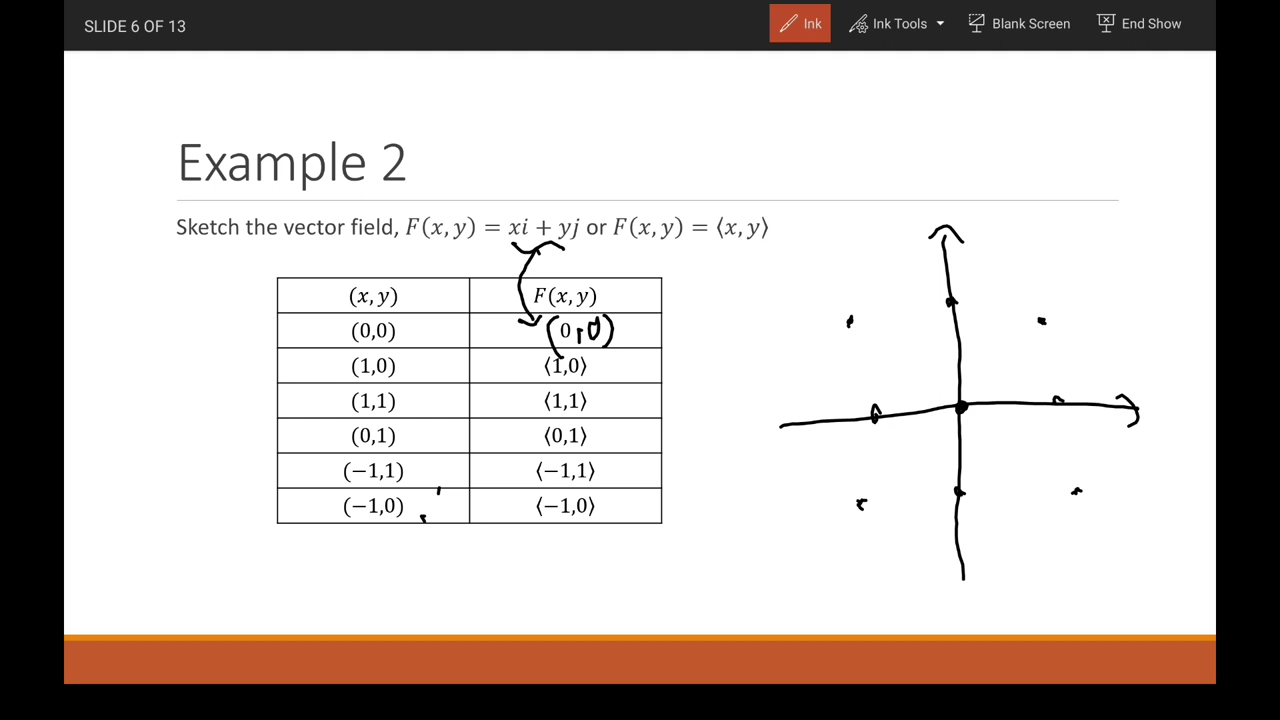 SLIDE 6 OF 13 Ink Ink Tools Blank Screen End Show
Example 2
Sketch the vector field, F(x, y) = xi + yj or F(x, y) = ⟨x, y⟩
(x, y) F(x, y)
(0,0) (0,0)
(1,0) ⟨1,0⟩
(1,1) ⟨1,1⟩
(0,1) ⟨0,1⟩
(−1,1) ⟨−1,1⟩
(−1,0) ⟨−1,0⟩